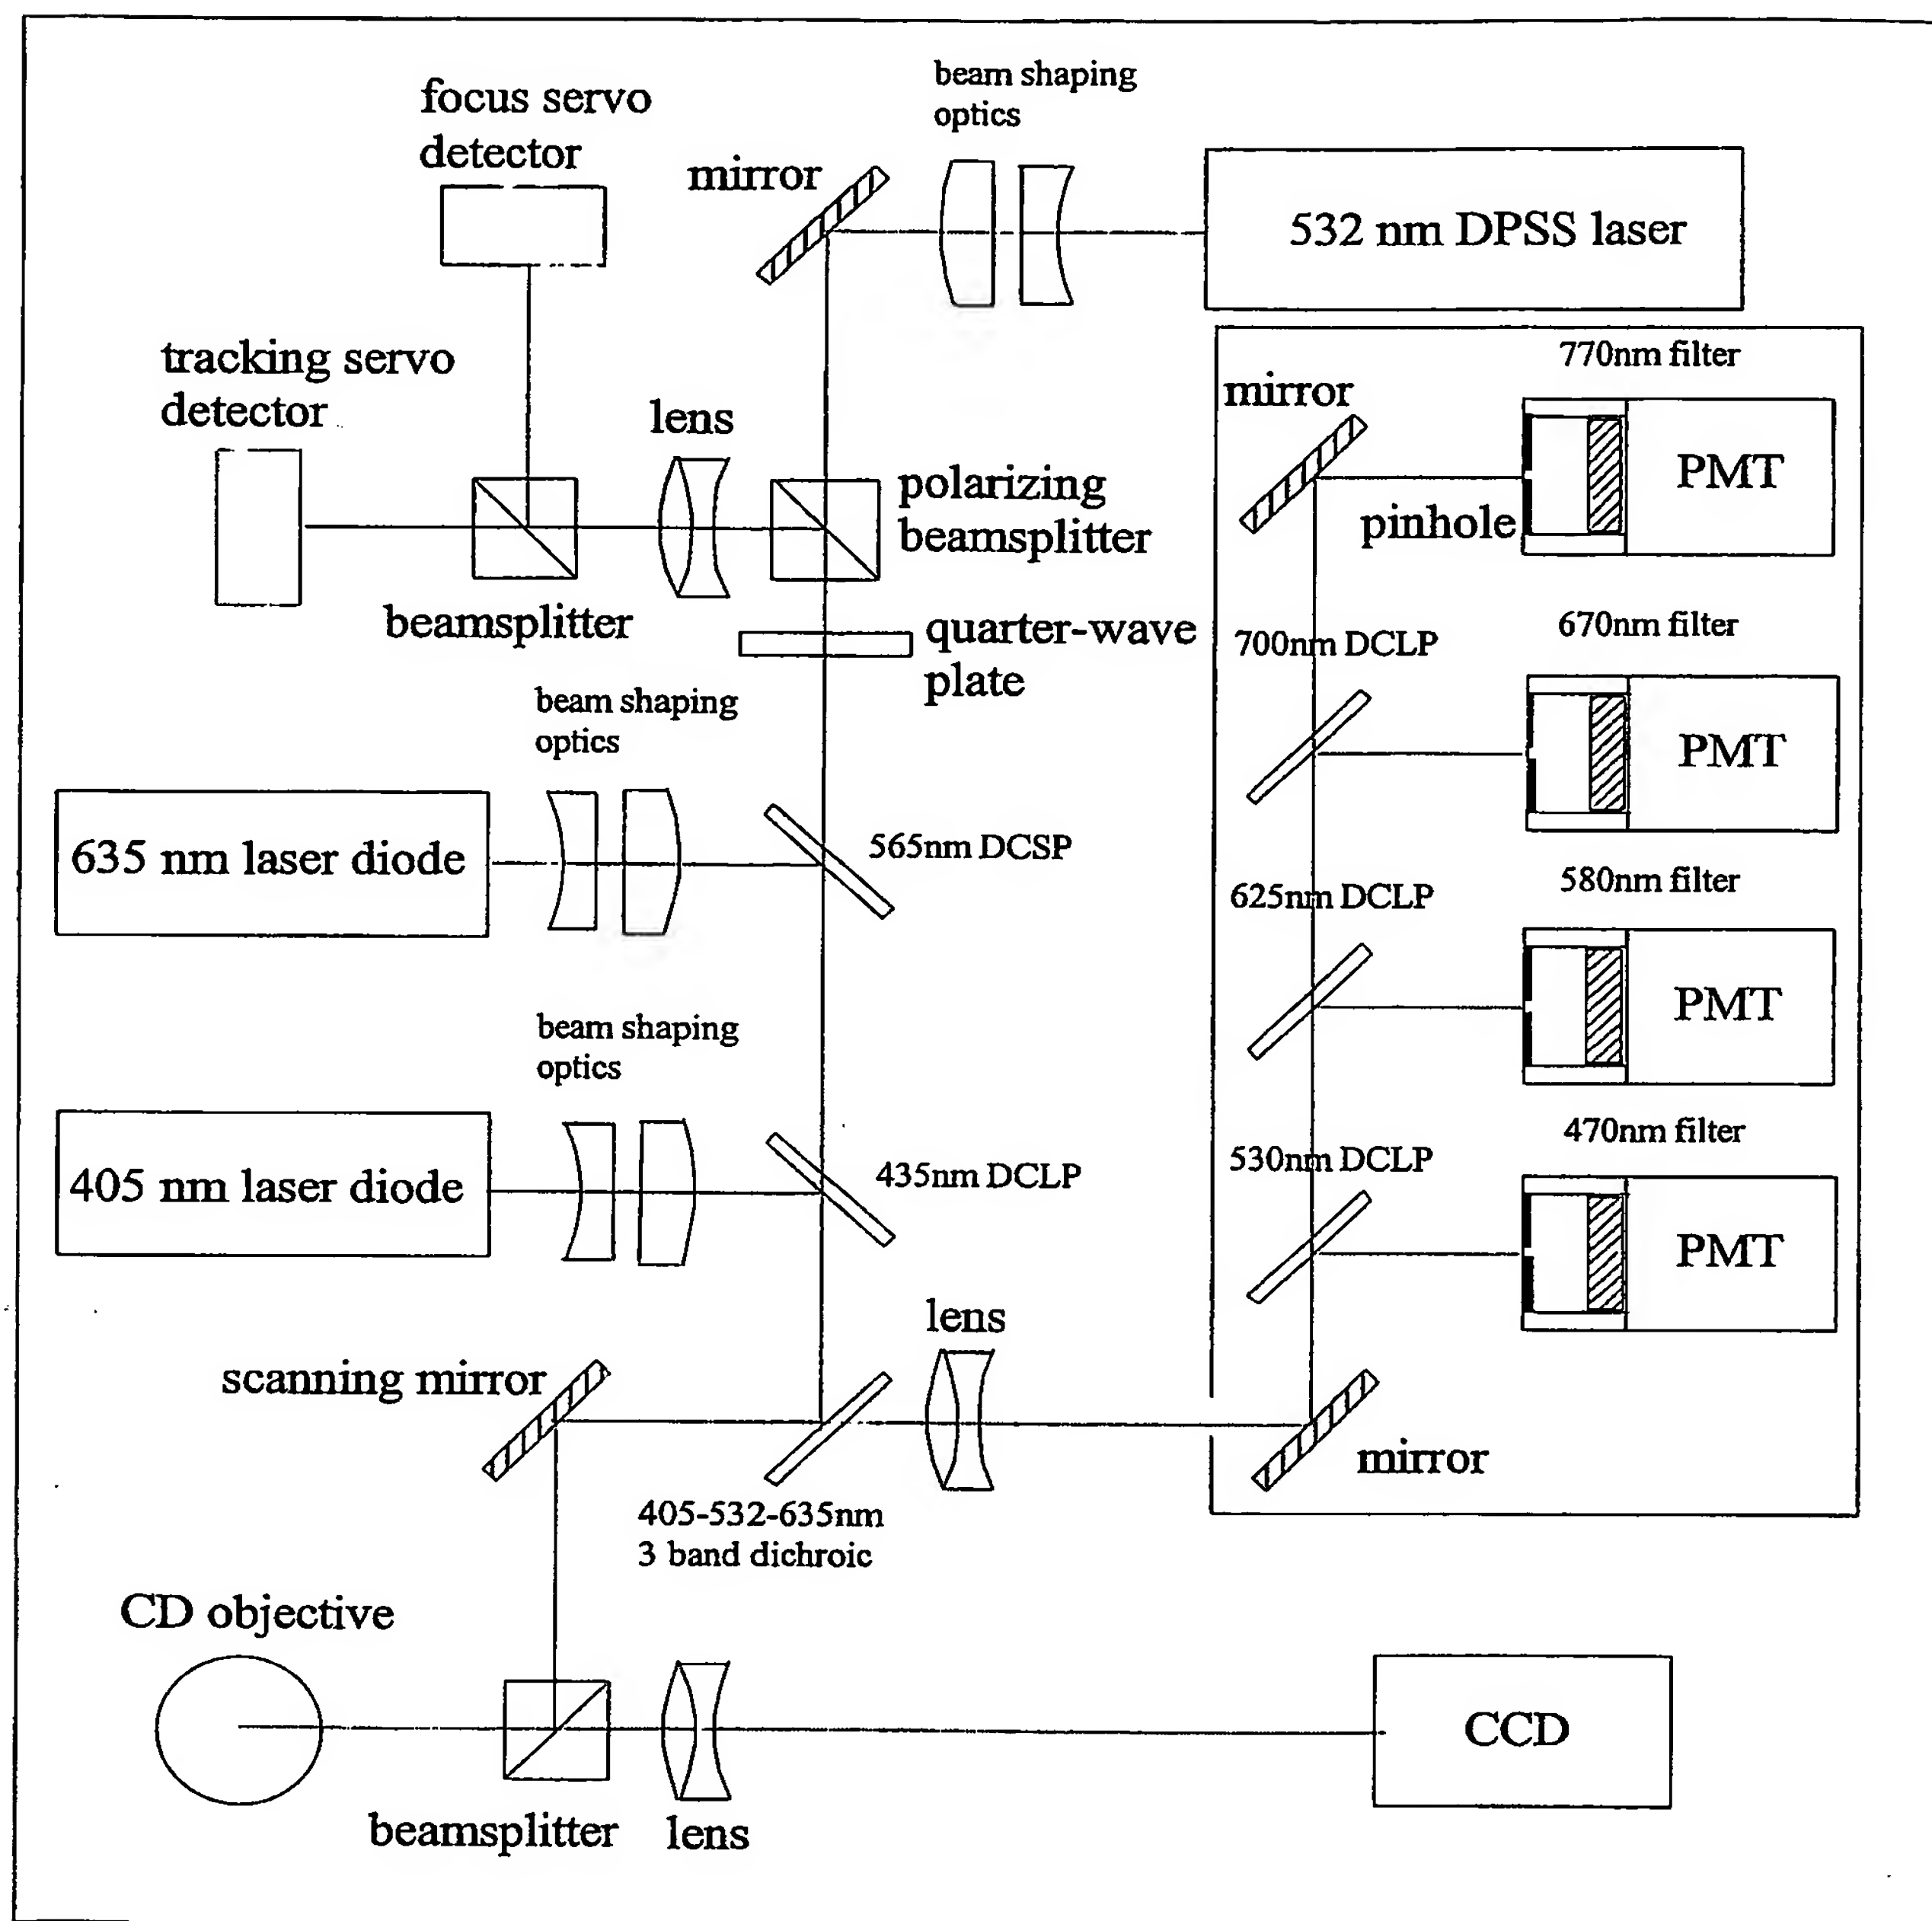 beam shaping
optics
focus servo
detector
mirror
532 nm DPSS laser
tracking servo
detector
lens
polarizing
beamsplitter
beamsplitter
quarter-wave
plate
770nm filter
mirror
PMT
pinhole
700nm DCLP
670nm filter
PMT
beam shaping
optics
635 nm laser diode
565nm DCSP
625nm DCLP
580nm filter
PMT
beam shaping
optics
405 nm laser diode
435nm DCLP
530nm DCLP
470nm filter
PMT
lens
scanning mirror
mirror
405-532-635nm
3 band dichroic
CD objective
CCD
beamsplitter
lens